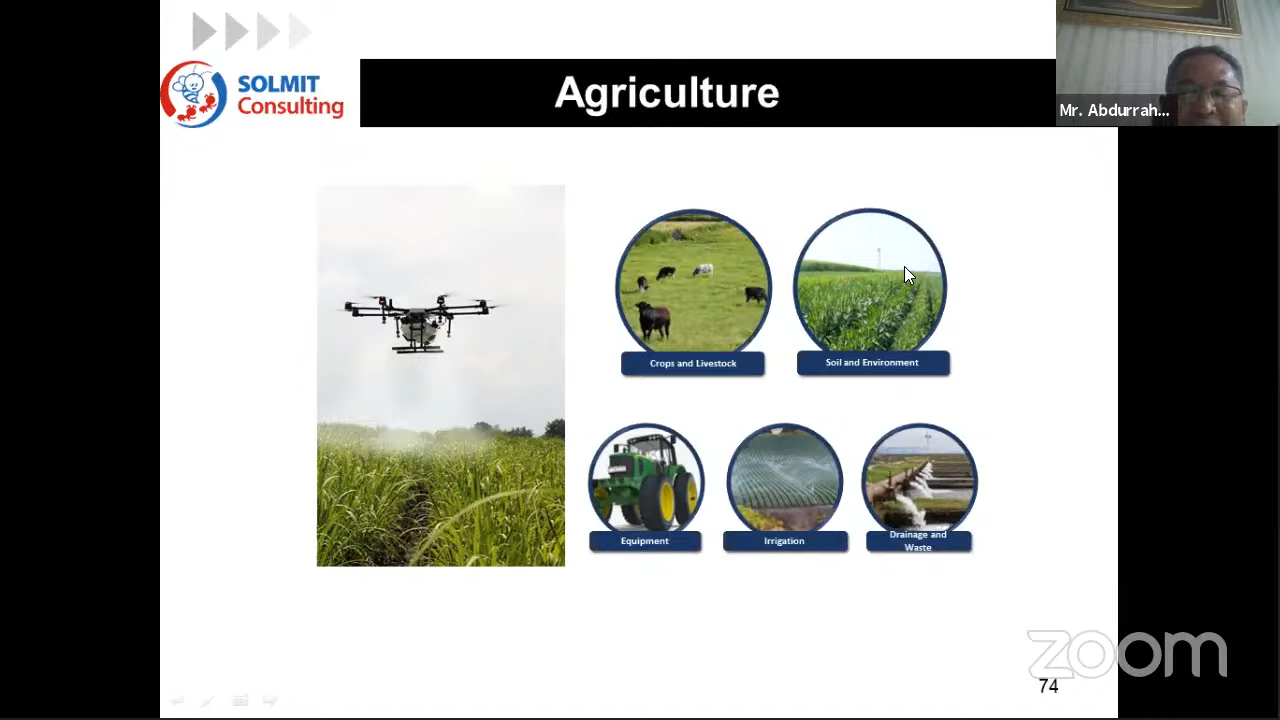 SOLMIT
Consulting
Agriculture
Mr. Abdurrah...
Crops and Livestock
Soil and Environment
Equipment
Irrigation
Drainage and
Waste
zoom
74